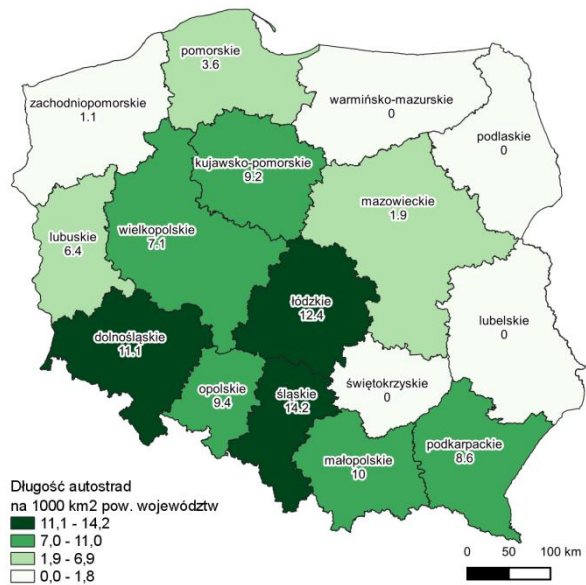 pomorskie
3.6
zachodniopomorskie
1.1
warmińsko-mazurskie
0
podlaskie
0
kujawsko-pomorskie
9.2
mazowieckie
1.9
lubuskie
6.4
wielkopolskie
7.1
łódzkie
12.4
lubelskie
0
dolnośląskie
11.1
opolskie
9.4
śląskie
14.2
świętokrzyskie
0
małopolskie
10
podkarpackie
8.6
Długość autostrad
na 1000 km2 pow. województw
11,1 - 14,2
7,0 - 11,0
1,9 - 6,9
0,0 - 1,8
0 50 100 km